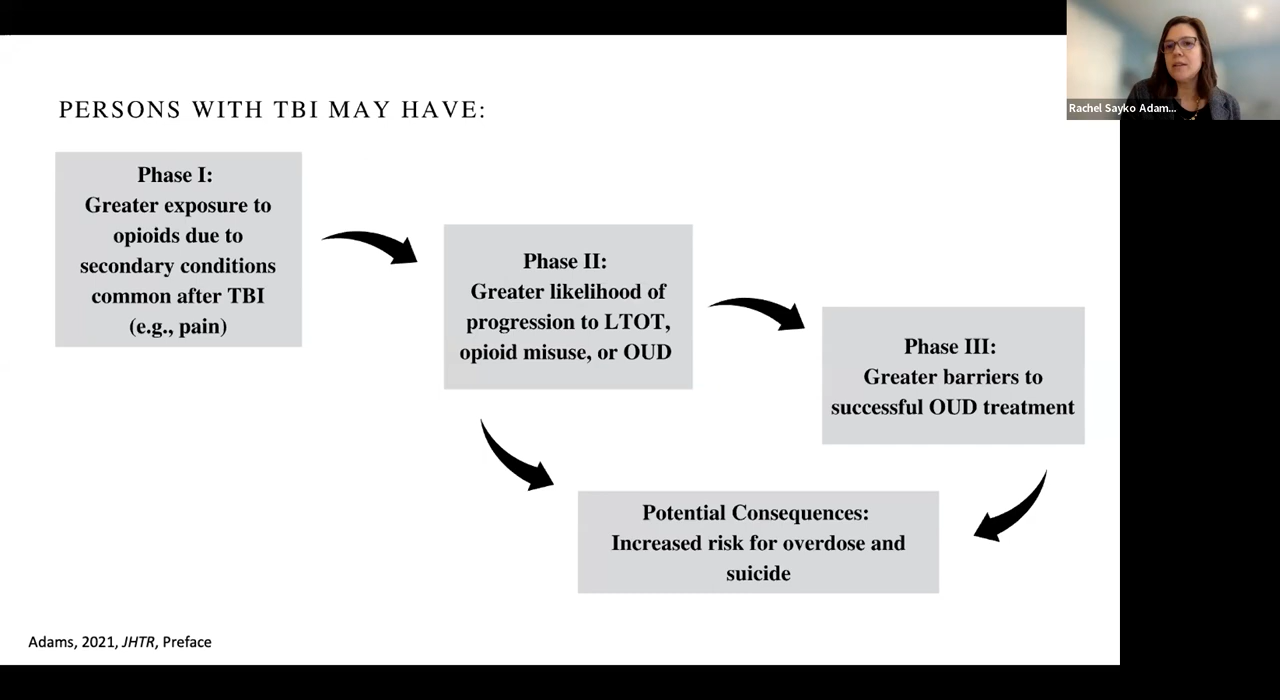 Rachel Sayko Adam...
PERSONS WITH TBI MAY HAVE:
Phase I:
Greater exposure to
opioids due to
secondary conditions
common after TBI
(e.g., pain)
Phase II:
Greater likelihood of
progression to LTOT,
opioid misuse, or OUD
Phase III:
Greater barriers to
successful OUD treatment
Potential Consequences:
Increased risk for overdose and
suicide
Adams, 2021, JHTR, Preface